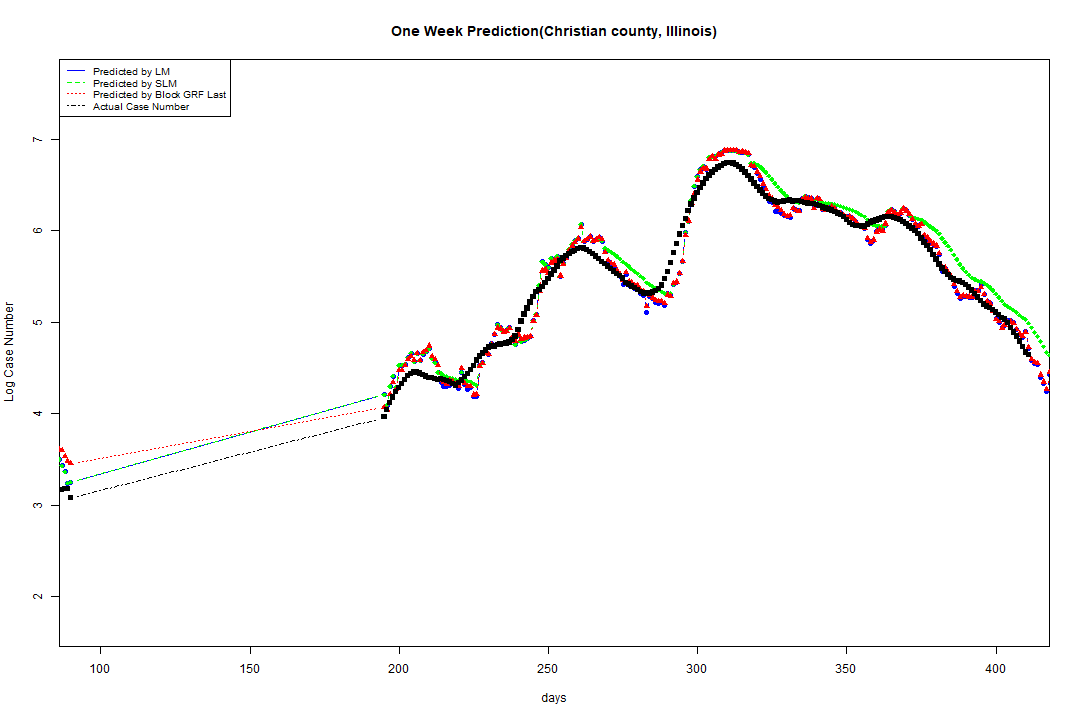 One Week Prediction(Christian county, Illinois)
Predicted by LM
Predicted by SLM
Predicted by Block GRF Last
Actual Case Number
Log Case Number
7
6
5
4
3
2
100 150 200 250 300 350 400
days